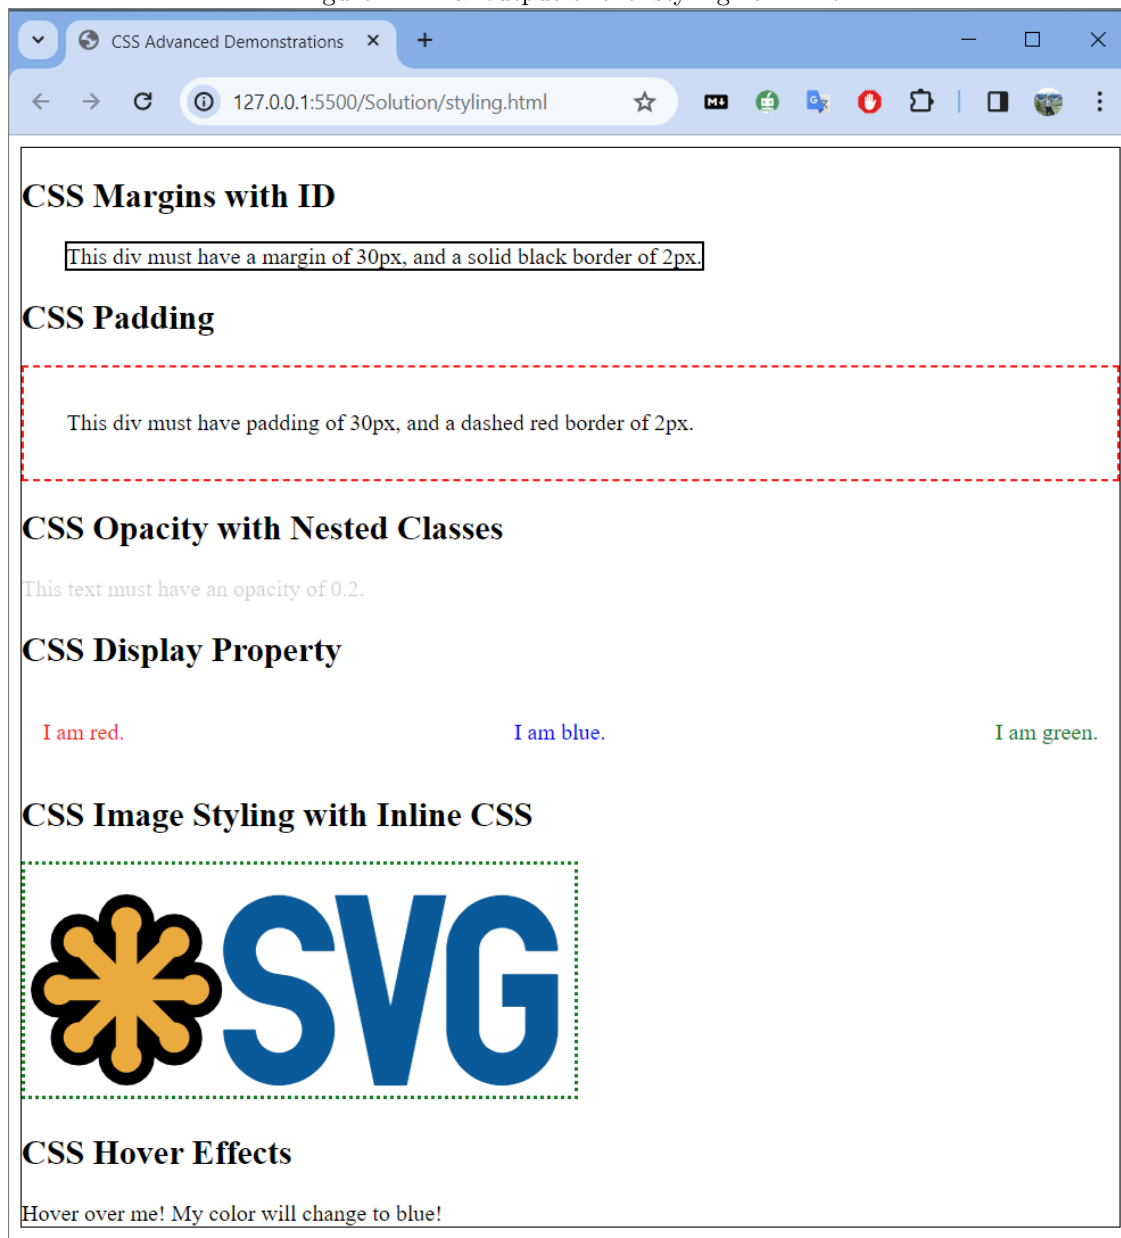 CSS Advanced Demonstrations
127.0.0.1:5500/Solution/styling.html
CSS Margins with ID
This div must have a margin of 30px, and a solid black border of 2px.
CSS Padding
This div must have padding of 30px, and a dashed red border of 2px.
CSS Opacity with Nested Classes
This text must have an opacity of 0.2.
CSS Display Property
I am red. I am blue. I am green.
CSS Image Styling with Inline CSS
SVG
CSS Hover Effects
Hover over me! My color will change to blue!